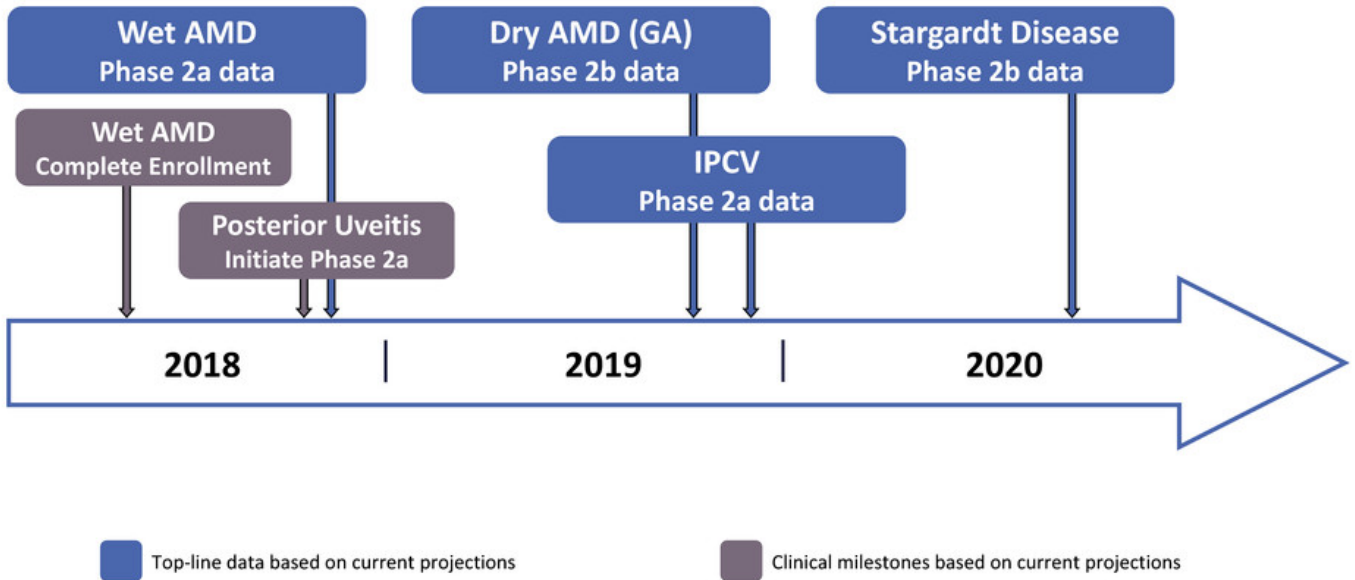 Wet AMD
Phase 2a data
Dry AMD (GA)
Phase 2b data
Stargardt Disease
Phase 2b data
Wet AMD
Complete Enrollment
IPCV
Phase 2a data
Posterior Uveitis
Initiate Phase 2a
2018
2019
2020
Top-line data based on current projections
Clinical milestones based on current projections